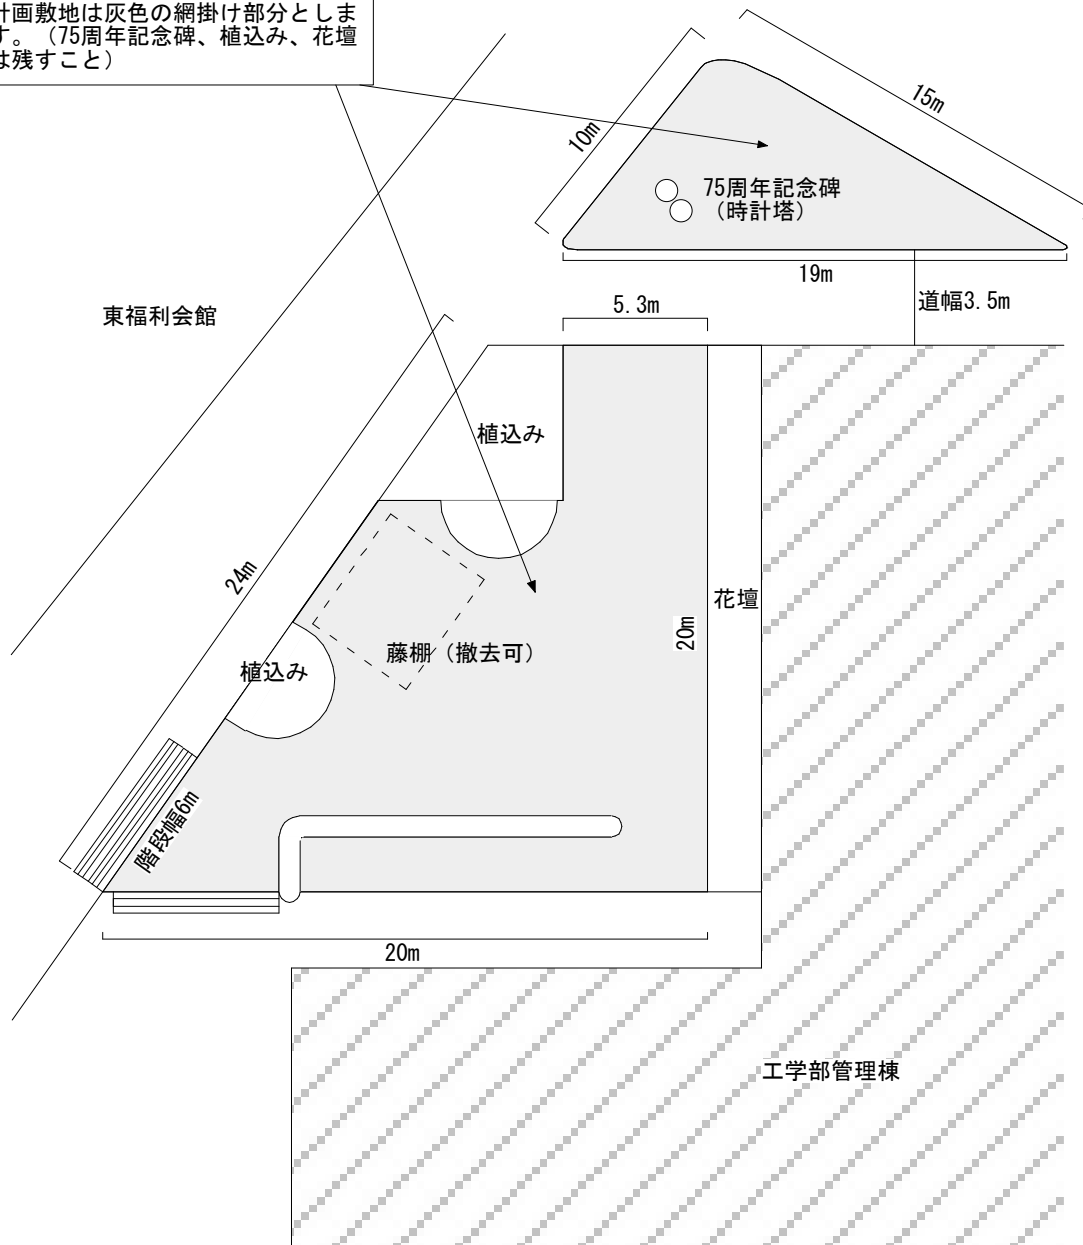 計画敷地は灰色の網掛け部分としま
す。（75周年記念碑、植込み、花壇
は残すこと）
15m
10m
75周年記念碑
（時計塔）
19m
道幅3.5m
5.3m
東福利会館
植込み
24m
花壇
20m
藤棚（撤去可）
植込み
階段幅6m
20m
工学部管理棟